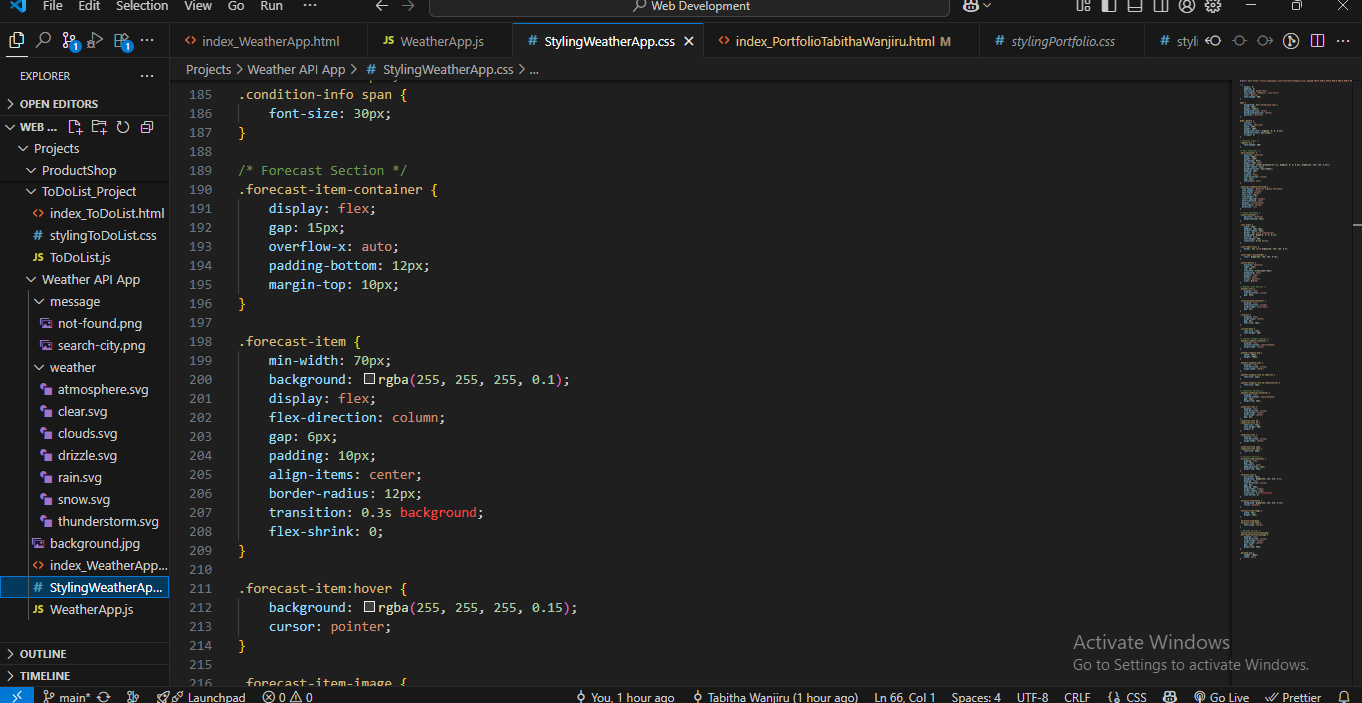 File Edit Selection View Go Run ··· Web Development
index_WeatherApp.html JS WeatherApp.js # StylingWeatherApp.css index_PortfolioTabithaWanjiru.html M # stylingPortfolio.css # styli
EXPLORER
Projects > Weather API App > # StylingWeatherApp.css > ...
OPEN EDITORS
WEB ...
Projects
ProductShop
ToDoList_Project
index_ToDoList.html
# stylingToDoList.css
JS ToDoList.js
Weather API App
message
not-found.png
search-city.png
weather
atmosphere.svg
clear.svg
clouds.svg
drizzle.svg
rain.svg
snow.svg
thunderstorm.svg
background.jpg
index_WeatherApp...
# StylingWeatherAp...
JS WeatherApp.js
OUTLINE
TIMELINE
185 .condition-info span {
186 font-size: 30px;
187 }
188
189 /* Forecast Section */
190 .forecast-item-container {
191 display: flex;
192 gap: 15px;
193 overflow-x: auto;
194 padding-bottom: 12px;
195 margin-top: 10px;
196 }
197
198 .forecast-item {
199 min-width: 70px;
200 background: rgba(255, 255, 255, 0.1);
201 display: flex;
202 flex-direction: column;
203 gap: 6px;
204 padding: 10px;
205 align-items: center;
206 border-radius: 12px;
207 transition: 0.3s background;
208 flex-shrink: 0;
209 }
210
211 .forecast-item:hover {
212 background: rgba(255, 255, 255, 0.15);
213 cursor: pointer;
214 }
215
216 .forecast-item-image {
Activate Windows
Go to Settings to activate Windows.
main* Launchpad 0 0 You, 1 hour ago Tabitha Wanjiru (1 hour ago) Ln 66, Col 1 Spaces: 4 UTF-8 CRLF {} CSS Go Live Prettier